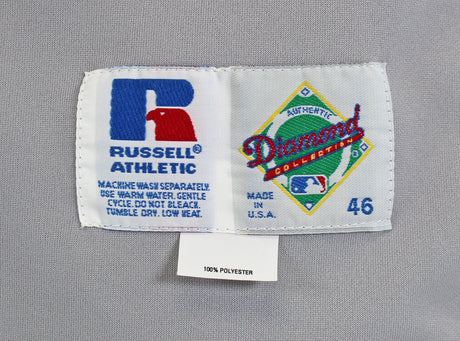 RUSSELL®
ATHLETIC
MACHINE WASH SEPARATELY.
USE WARM WATER. GENTLE
CYCLE. DO NOT BLEACH.
TUMBLE DRY. LOW HEAT.
AUTHENTIC
Diamond
COLLECTION
MADE IN
U.S.A.
46
100% POLYESTER